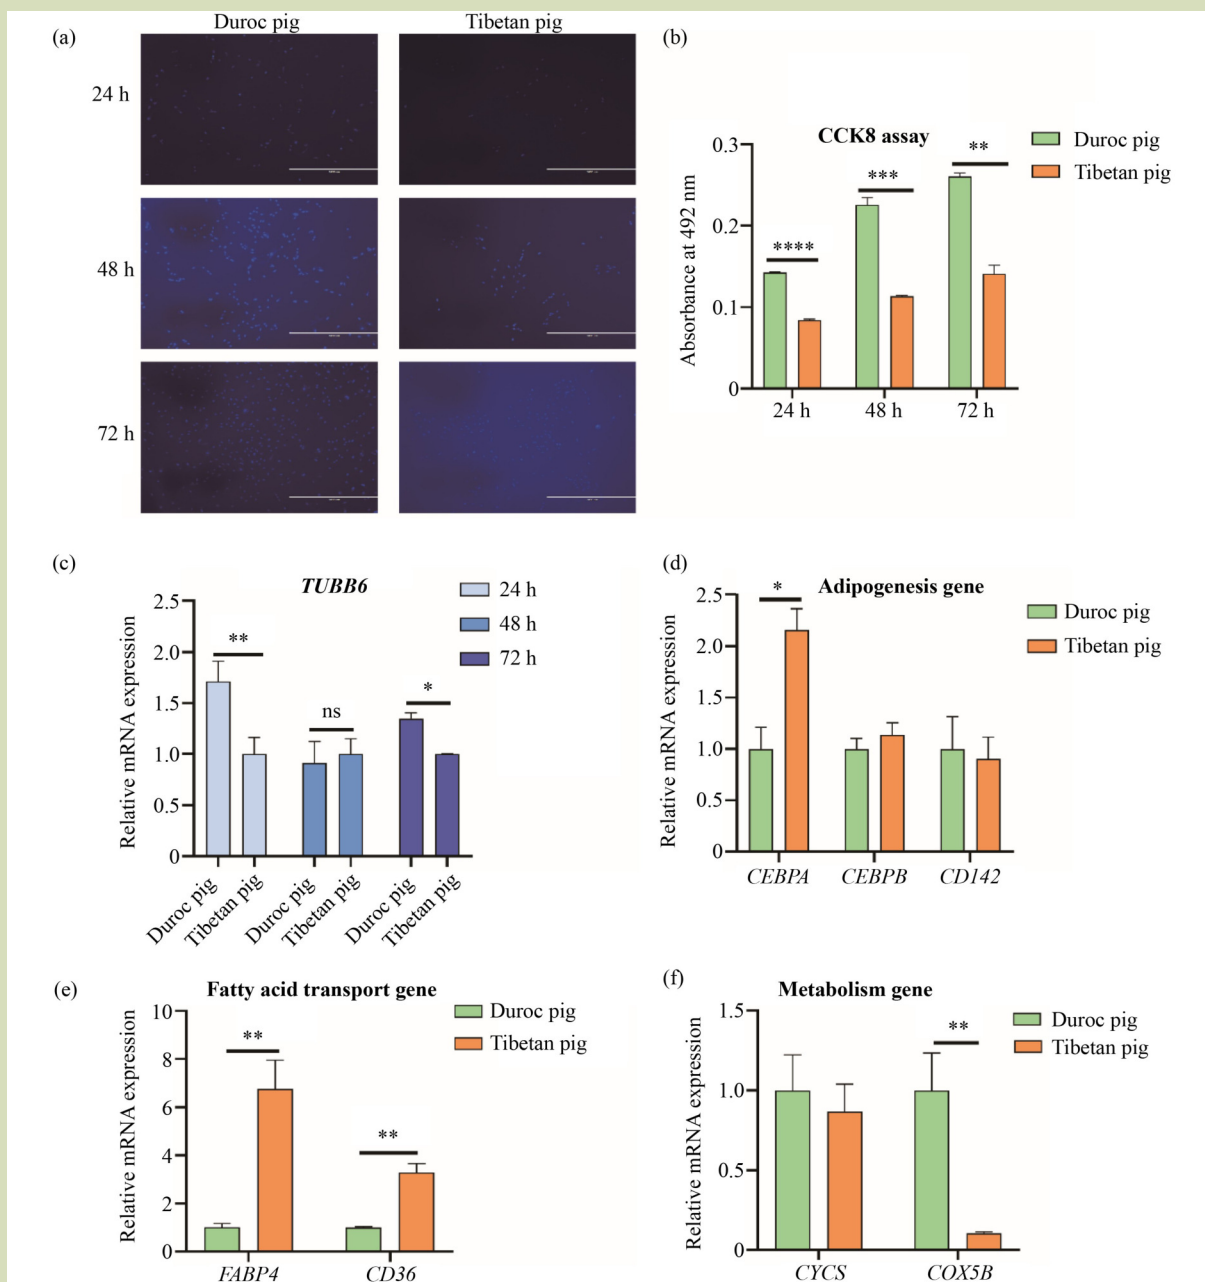 (a)
Duroc pig
Tibetan pig
24 h
48 h
72 h
(b)
CCK8 assay
Duroc pig
Tibetan pig
Absorbance at 492 nm
0.3
0.2
0.1
0
****
***
**
24 h
48 h
72 h
(c)
TUBB6
24 h
48 h
72 h
Relative mRNA expression
2.5
2.0
1.5
1.0
0.5
0
**
ns
*
Duroc pig
Tibetan pig
Duroc pig
Tibetan pig
Duroc pig
Tibetan pig
(d)
Adipogenesis gene
Duroc pig
Tibetan pig
Relative mRNA expression
2.5
2.0
1.5
1.0
0.5
0
*
CEBPA
CEBPB
CD142
(e)
Fatty acid transport gene
Duroc pig
Tibetan pig
Relative mRNA expression
10
8
6
4
2
0
**
**
FABP4
CD36
(f)
Metabolism gene
Duroc pig
Tibetan pig
Relative mRNA expression
1.5
1.0
0.5
0
**
CYCS
COX5B